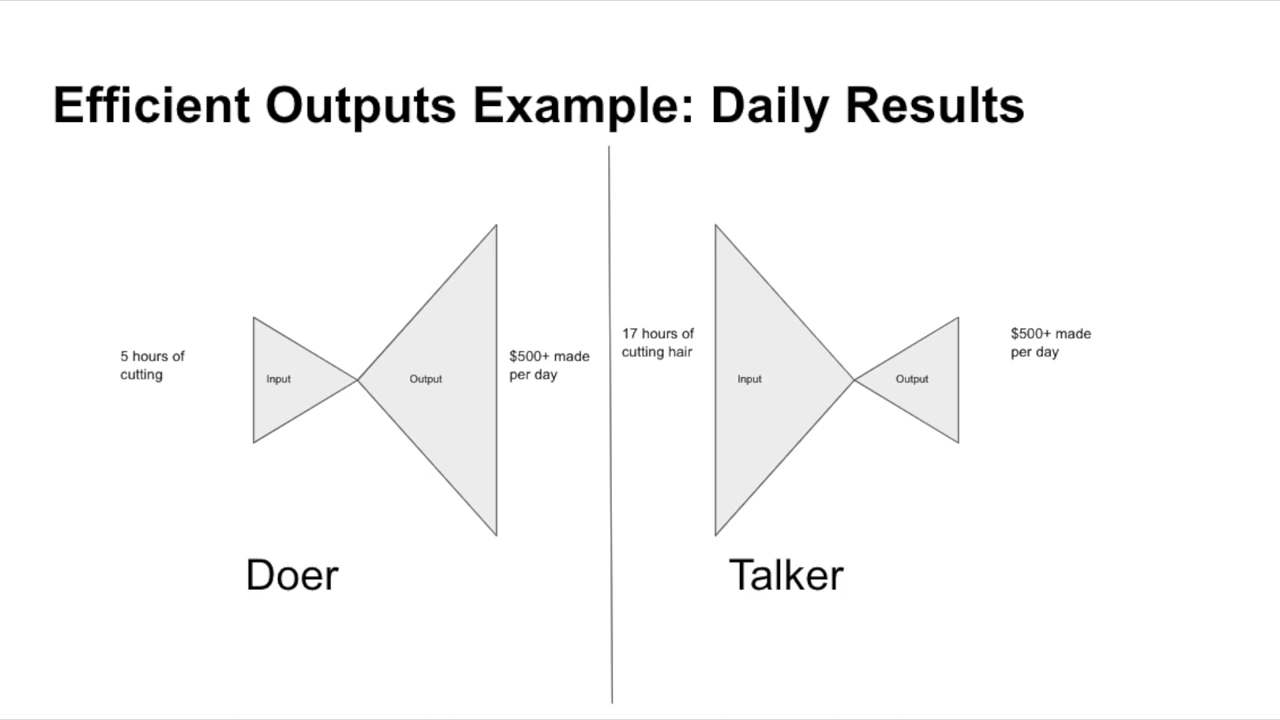 Efficient Outputs Example: Daily Results
5 hours of
cutting
Input
Output
$500+ made
per day
Doer
17 hours of
cutting hair
Input
Output
$500+ made
per day
Talker